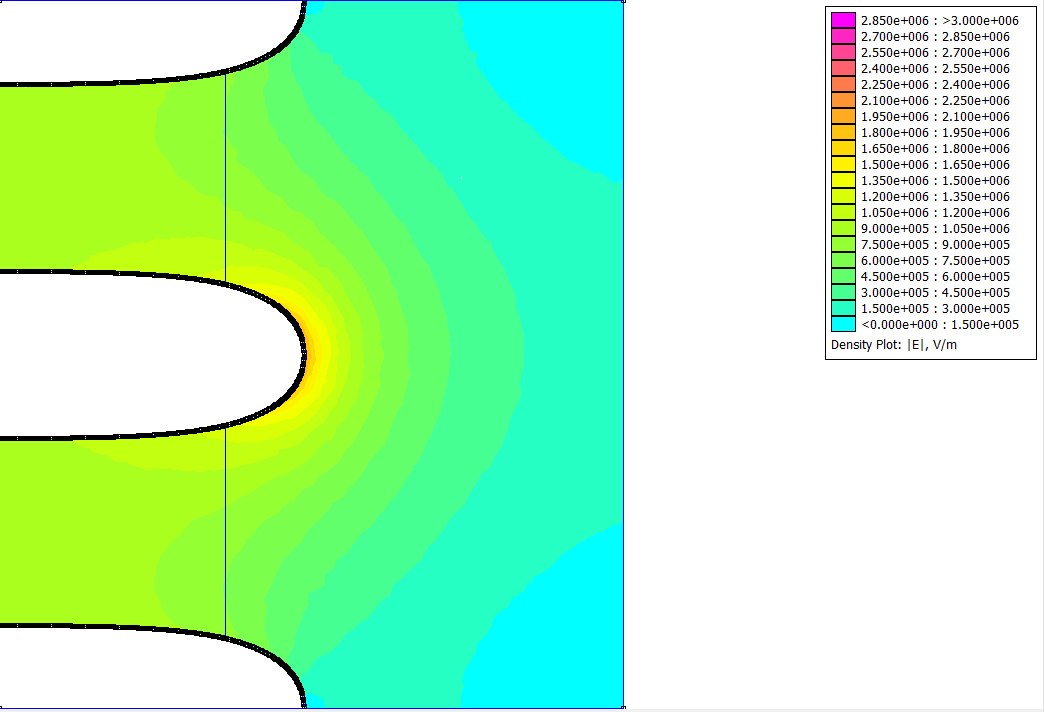 2.850e+006 : >3.000e+006
2.700e+006 : 2.850e+006
2.550e+006 : 2.700e+006
2.400e+006 : 2.550e+006
2.250e+006 : 2.400e+006
2.100e+006 : 2.250e+006
1.950e+006 : 2.100e+006
1.800e+006 : 1.950e+006
1.650e+006 : 1.800e+006
1.500e+006 : 1.650e+006
1.350e+006 : 1.500e+006
1.200e+006 : 1.350e+006
1.050e+006 : 1.200e+006
9.000e+005 : 1.050e+006
7.500e+005 : 9.000e+005
6.000e+005 : 7.500e+005
4.500e+005 : 6.000e+005
3.000e+005 : 4.500e+005
1.500e+005 : 3.000e+005
<0.000e+000 : 1.500e+005
Density Plot: |E|, V/m